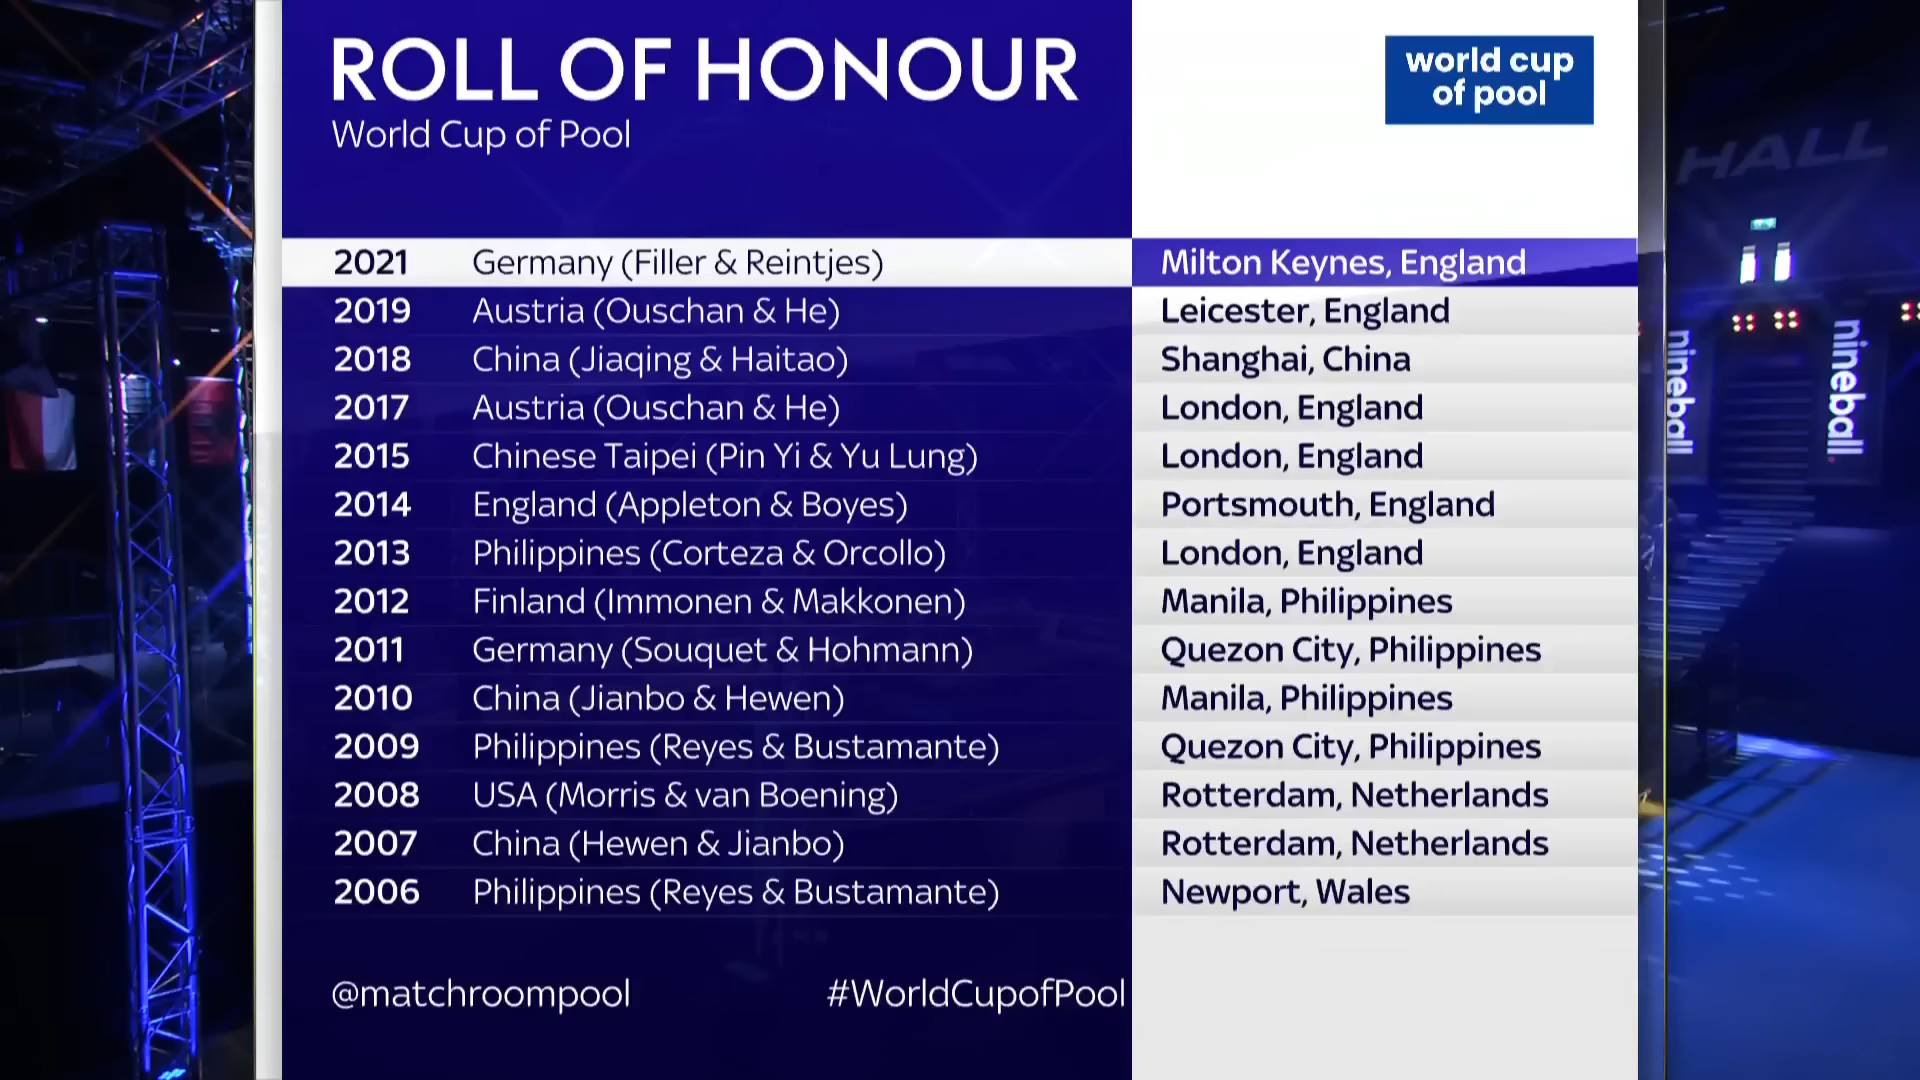 ROLL OF HONOUR
World Cup of Pool
world cup
of pool
2021 Germany (Filler & Reintjes) Milton Keynes, England
2019 Austria (Ouschan & He) Leicester, England
2018 China (Jiaqing & Haitao) Shanghai, China
2017 Austria (Ouschan & He) London, England
2015 Chinese Taipei (Pin Yi & Yu Lung) London, England
2014 England (Appleton & Boyes) Portsmouth, England
2013 Philippines (Corteza & Orcollo) London, England
2012 Finland (Immonen & Makkonen) Manila, Philippines
2011 Germany (Souquet & Hohmann) Quezon City, Philippines
2010 China (Jianbo & Hewen) Manila, Philippines
2009 Philippines (Reyes & Bustamante) Quezon City, Philippines
2008 USA (Morris & van Boening) Rotterdam, Netherlands
2007 China (Hewen & Jianbo) Rotterdam, Netherlands
2006 Philippines (Reyes & Bustamante) Newport, Wales
@matchroompool #WorldCupofPool
HALL
nineball
nineball.